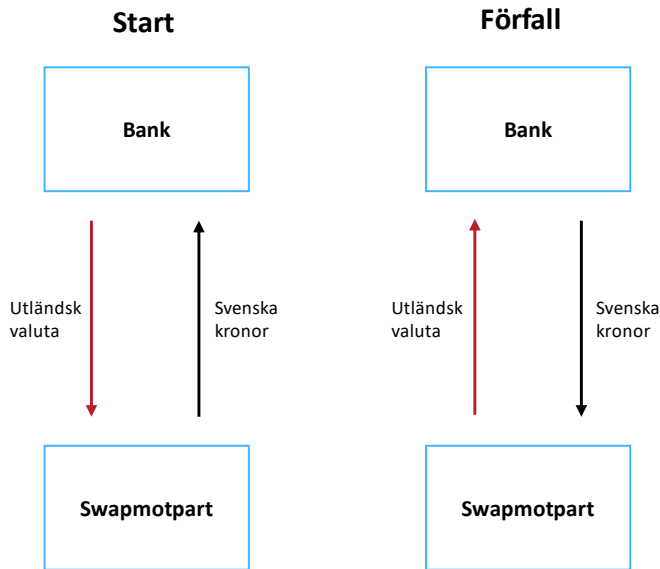 Start
Bank
Utländsk
valuta
Svenska
kronor
Swapmotpart
Förfall
Bank
Utländsk
valuta
Svenska
kronor
Swapmotpart